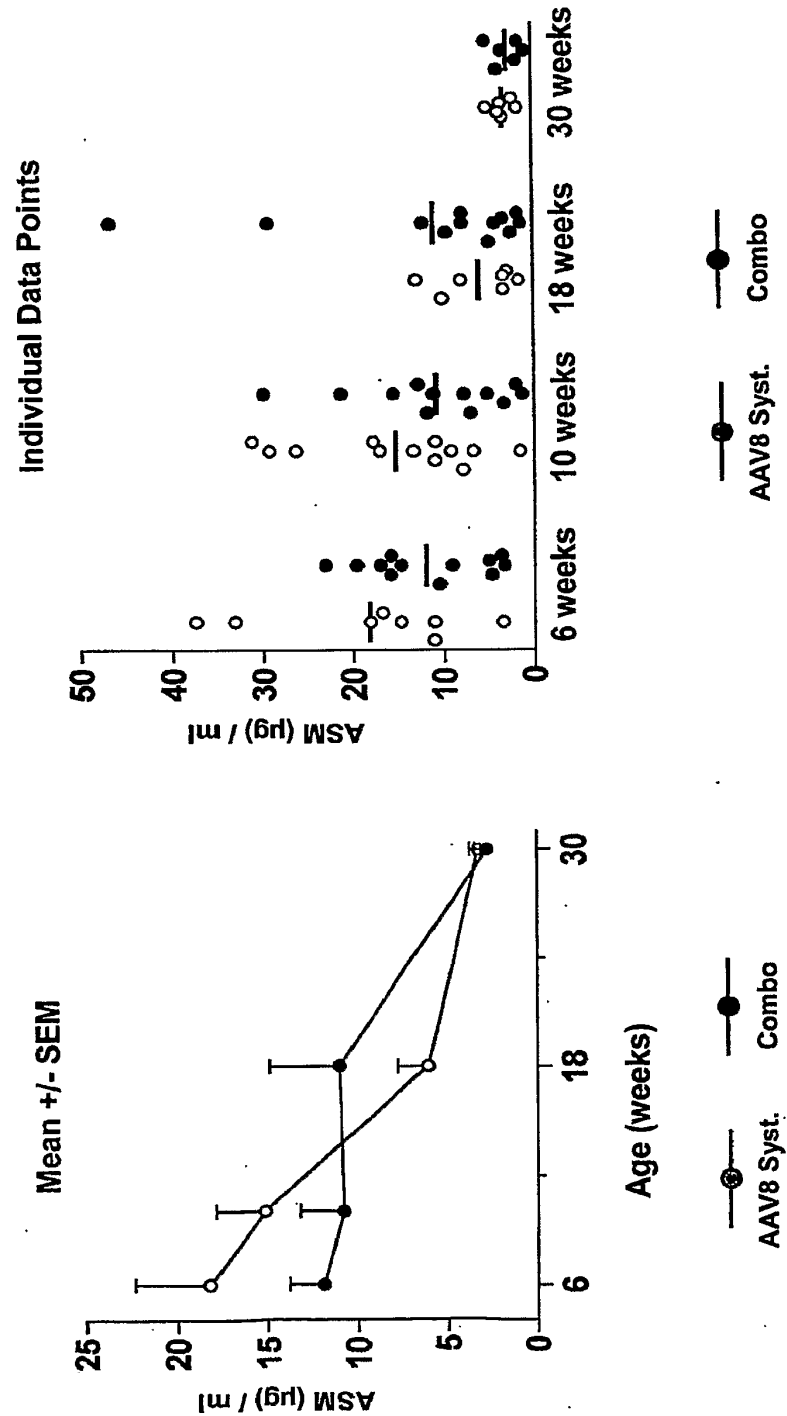 Mean +/- SEM
ASM (µg) / ml
25
20
15
10
5
0
6
18
30
Age (weeks)
AAV8 Syst.
Combo
Individual Data Points
ASM (µg) / ml
50
40
30
20
10
0
6 weeks
10 weeks
18 weeks
30 weeks
AAV8 Syst.
Combo